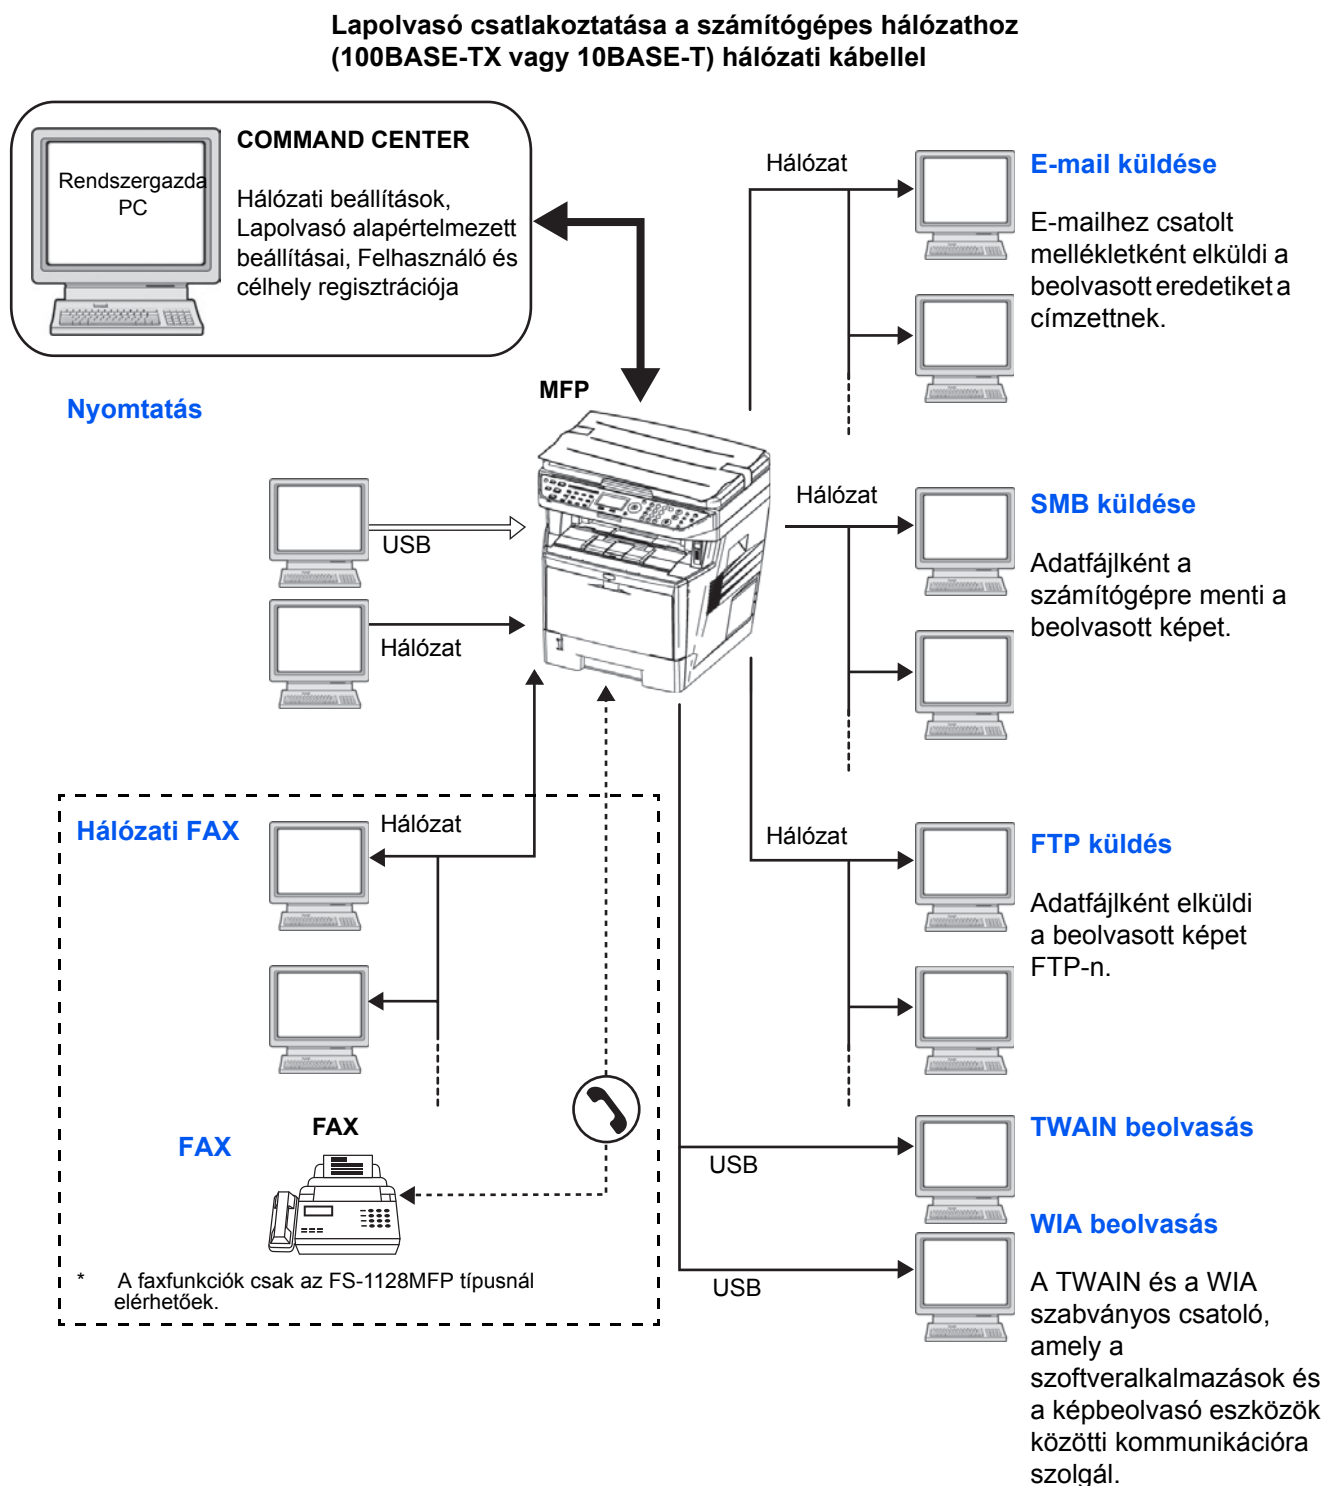 Lapolvasó csatlakoztatása a számítógépes hálózathoz
(100BASE-TX vagy 10BASE-T) hálózati kábellel
Rendszergazda
PC
COMMAND CENTER
Hálózati beállítások,
Lapolvasó alapértelmezett
beállításai, Felhasználó és
célhely regisztrációja
Hálózat
E-mail küldése
E-mailhez csatolt
mellékletként elküldi a
beolvasott eredetiket a
címzettnek.
MFP
Nyomtatás
USB
Hálózat
Hálózat
SMB küldése
Adatfájlként a
számítógépre menti a
beolvasott képet.
Hálózati FAX
Hálózat
Hálózat
FTP küldés
Adatfájlként elküldi
a beolvasott képet
FTP-n.
FAX
FAX
* A faxfunkciók csak az FS-1128MFP típusnál
elérhetőek.
USB
TWAIN beolvasás
USB
WIA beolvasás
A TWAIN és a WIA
szabványos csatoló,
amely a
szoftveralkalmazások és
a képbeolvasó eszközök
közötti kommunikációra
szolgál.